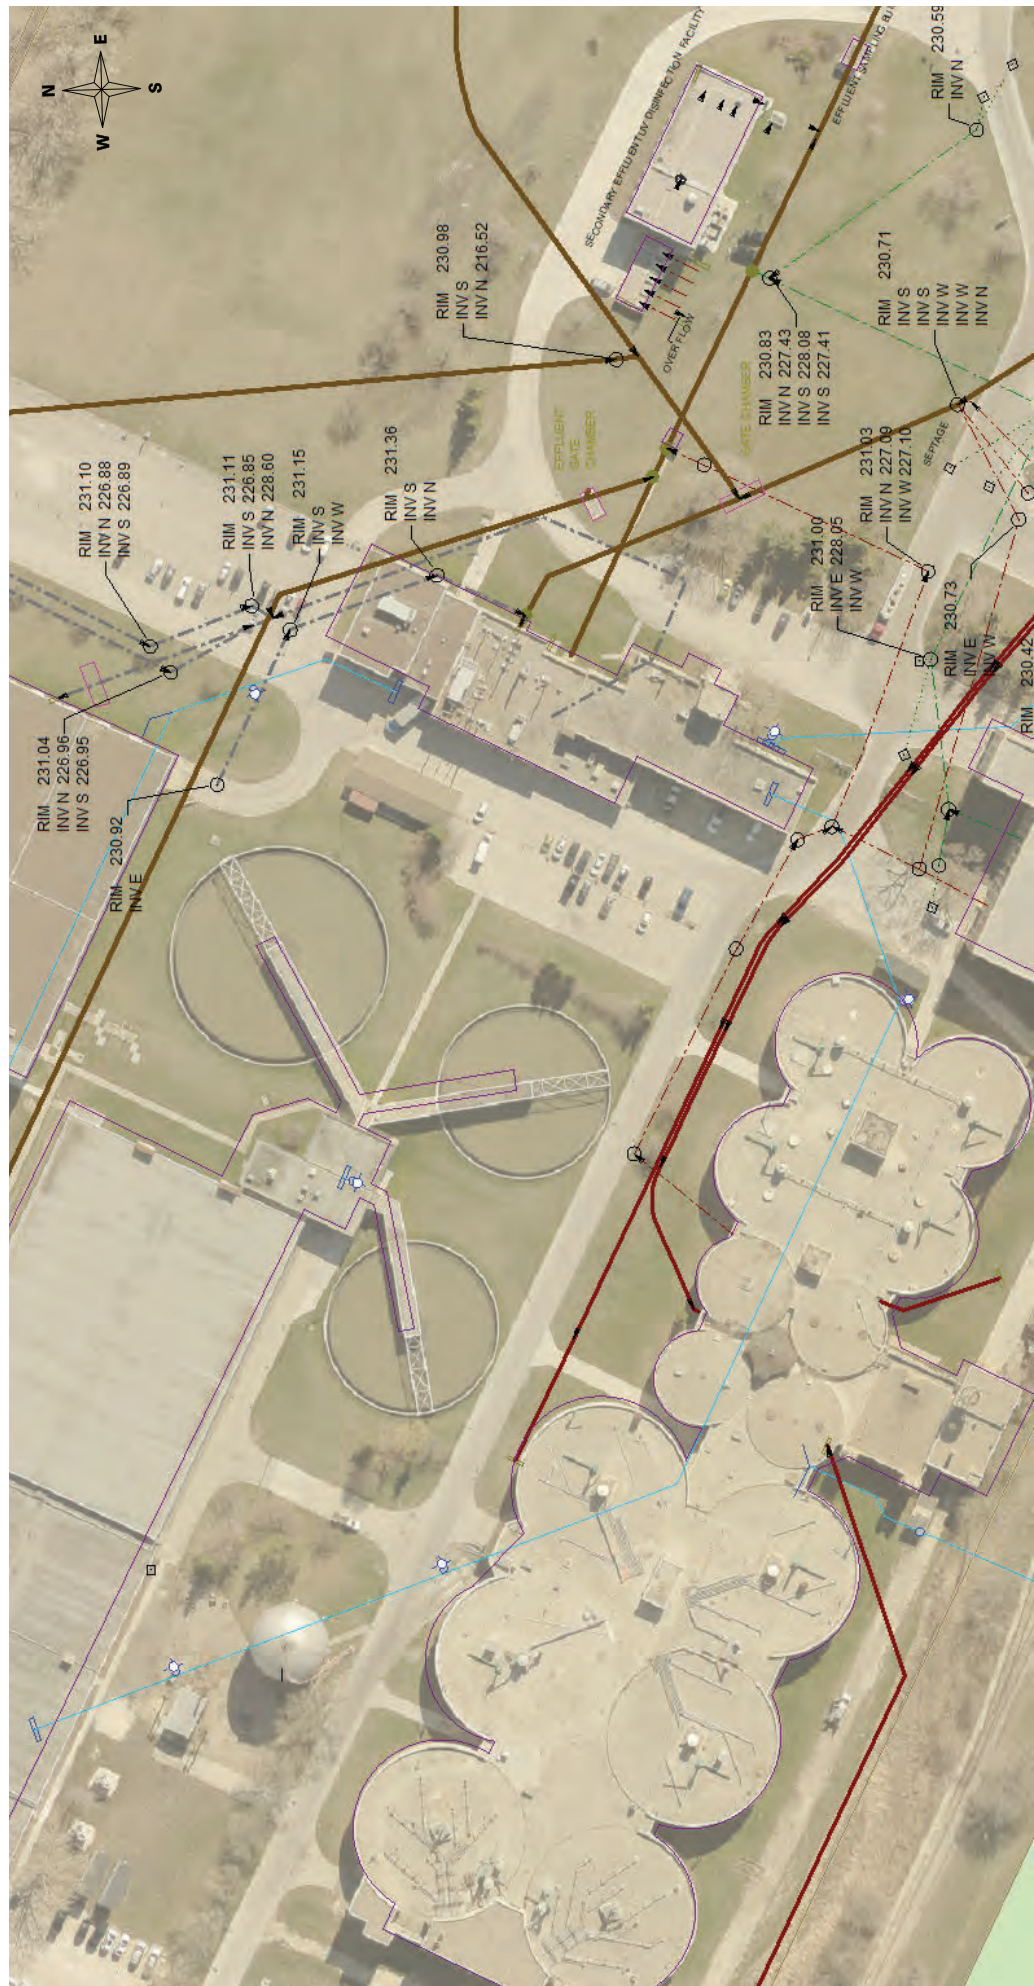 N
E
W
S
SECONDARY EFFLUENT UV DISINFECTION FACILITY
EFFLUENT SAMPLING
RIM 230.59
INV N
RIM 230.98
INV S
INV N 216.52
OVER FLOW
RIM 230.71
INV S
INV S
INV W
INV W
INV N
EFFLUENT
GATE
CHAMBER
GATE CHAMBER
RIM 230.83
INV N 227.43
INV S 228.08
INV S 227.41
SEPTAGE
RIM 231.10
INV N 226.88
INV S 226.89
RIM 231.11
INV S 226.85
INV N 228.60
RIM 231.15
INV S
INV W
RIM 231.36
INV S
INV N
RIM 231.03
INV N 227.09
INV W 227.10
RIM 231.00
INV E 228.05
INV W
RIM 230.73
INV E
INV W
RIM 230.42
RIM 231.04
INV N 226.96
INV S 226.95
RIM 230.92
INV E